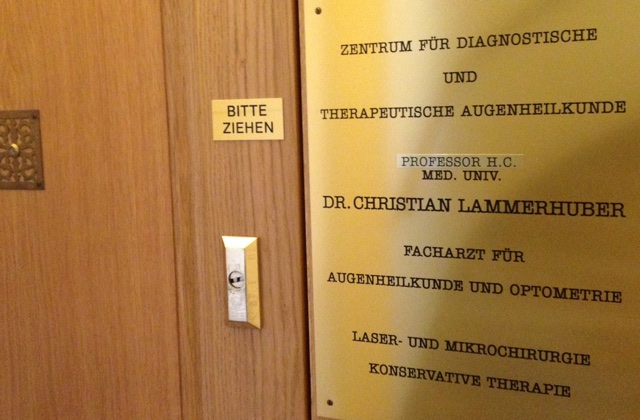 BITTE
ZIEHEN
ZENTRUM FÜR DIAGNOSTISCHE
UND
THERAPEUTISCHE AUGENHEILKUNDE
PROFESSOR H.C.
MED. UNIV.
DR. CHRISTIAN LAMMERHUBER
FACHARZT FÜR
AUGENHEILKUNDE UND OPTOMETRIE
LASER- UND MIKROCHIRURGIE
KONSERVATIVE THERAPIE